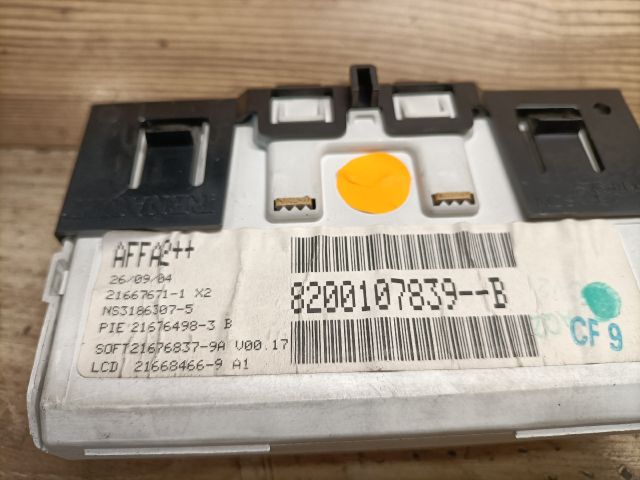 AFFA2++
26/09/04
21667671-1 X2
NS3186307-5
PIE 21676498-3 B
SOFT21676837-9A V00.17
LCD 21668466-9 A1
8200107839--B
CF 9